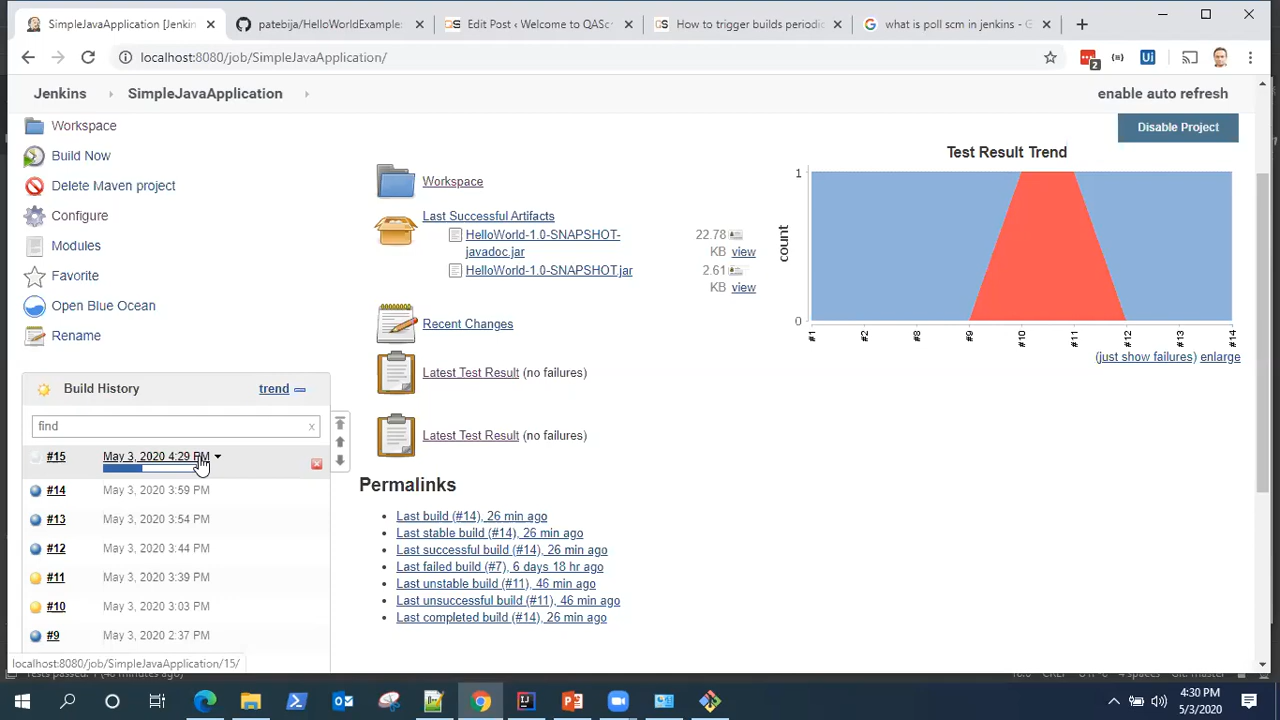 SimpleJavaApplication [Jenkin
patebija/HelloWorldExample:
Edit Post ‹ Welcome to QAScr
How to trigger builds periodic
what is poll scm in jenkins - G
localhost:8080/job/SimpleJavaApplication/
2
Ui
Jenkins
SimpleJavaApplication
enable auto refresh
Workspace
Build Now
Delete Maven project
Configure
Modules
Favorite
Open Blue Ocean
Rename
Build History
trend
find
x
#15 May 3, 2020 4:29 PM
#14 May 3, 2020 3:59 PM
#13 May 3, 2020 3:54 PM
#12 May 3, 2020 3:44 PM
#11 May 3, 2020 3:39 PM
#10 May 3, 2020 3:03 PM
#9 May 3, 2020 2:37 PM
localhost:8080/job/SimpleJavaApplication/15/
Workspace
Last Successful Artifacts
HelloWorld-1.0-SNAPSHOT- 22.78
javadoc.jar KB view
HelloWorld-1.0-SNAPSHOT.jar 2.61
KB view
Recent Changes
Latest Test Result (no failures)
Latest Test Result (no failures)
Permalinks
Last build (#14), 26 min ago
Last stable build (#14), 26 min ago
Last successful build (#14), 26 min ago
Last failed build (#7), 6 days 18 hr ago
Last unstable build (#11), 46 min ago
Last unsuccessful build (#11), 46 min ago
Last completed build (#14), 26 min ago
Disable Project
Test Result Trend
count
1
0
#1 #2 #8 #9 #10 #11 #12 #13 #14
(just show failures) enlarge
4:30 PM
5/3/2020